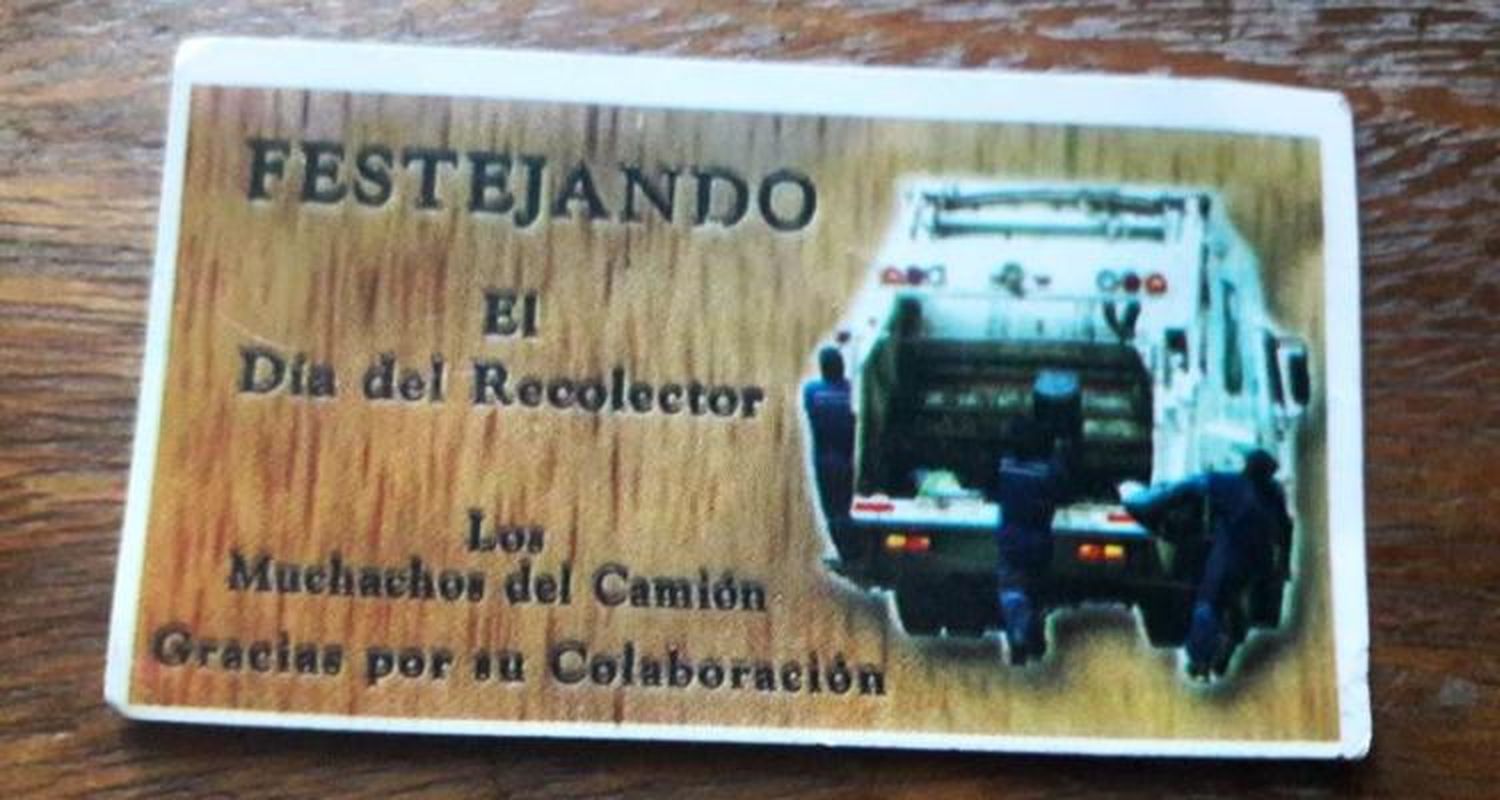 FESTEJANDO
El
Día del Recolector
Los
Muchachos del Camión
Gracias por su Colaboración